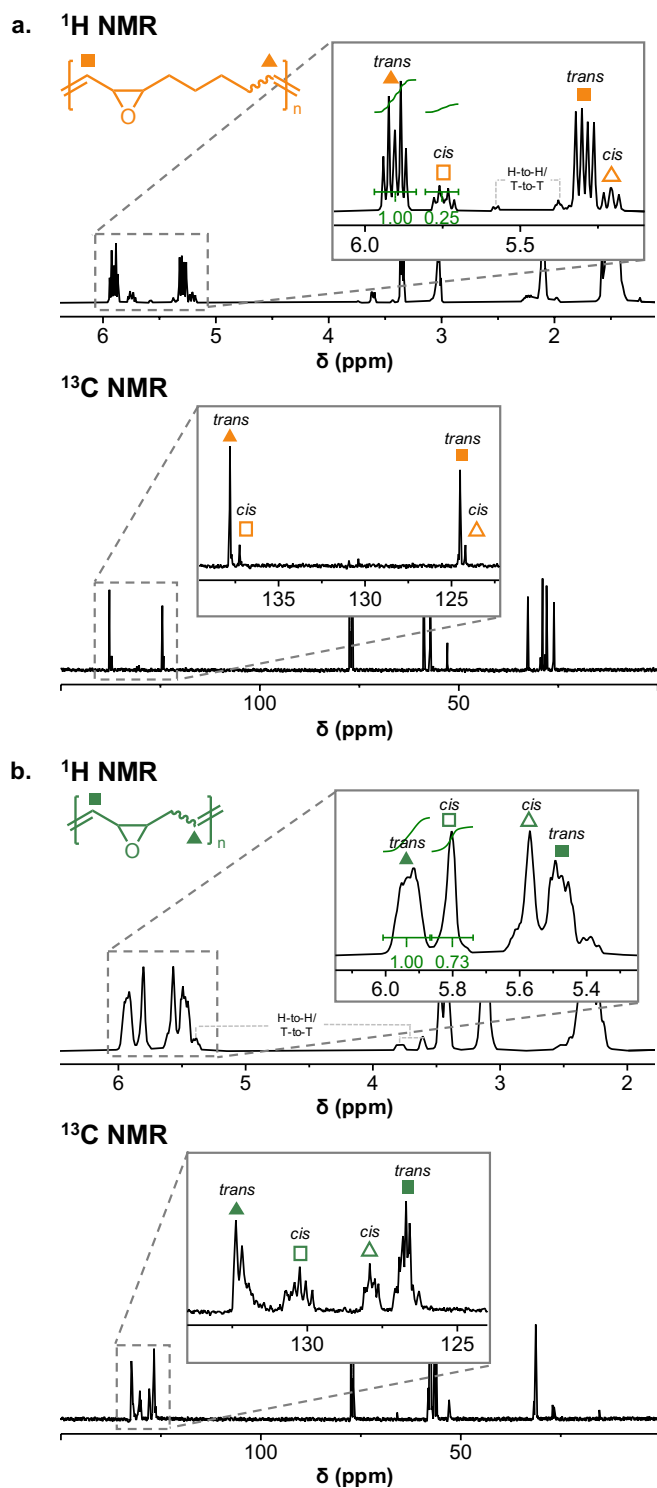 a.
¹H NMR
O
n
trans
cis
H-to-H/
T-to-T
trans
cis
1.00 0.25
6.0 5.5
6 5 4 3 2
δ (ppm)
¹³C NMR
trans
cis
trans
cis
135 130 125
100 50
δ (ppm)
b.
¹H NMR
O
n
trans
cis
cis
trans
1.00 0.73
6.0 5.8 5.6 5.4
H-to-H/
T-to-T
6 5 4 3 2
δ (ppm)
¹³C NMR
trans
cis
cis
trans
130 125
100 50
δ (ppm)